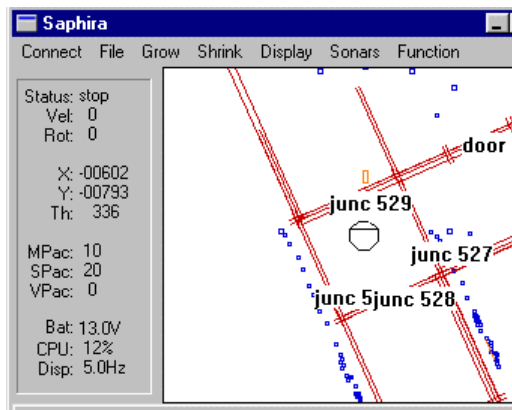 Saphira
Connect File Grow Shrink Display Sonars Function
Status: stop
Vel: 0
Rot: 0
X: -00602
Y: -00793
Th: 336
MPac: 10
SPac: 20
VPac: 0
Bat: 13.0V
CPU: 12%
Disp: 5.0Hz
door
junc 529
junc 527
junc 5
junc 528